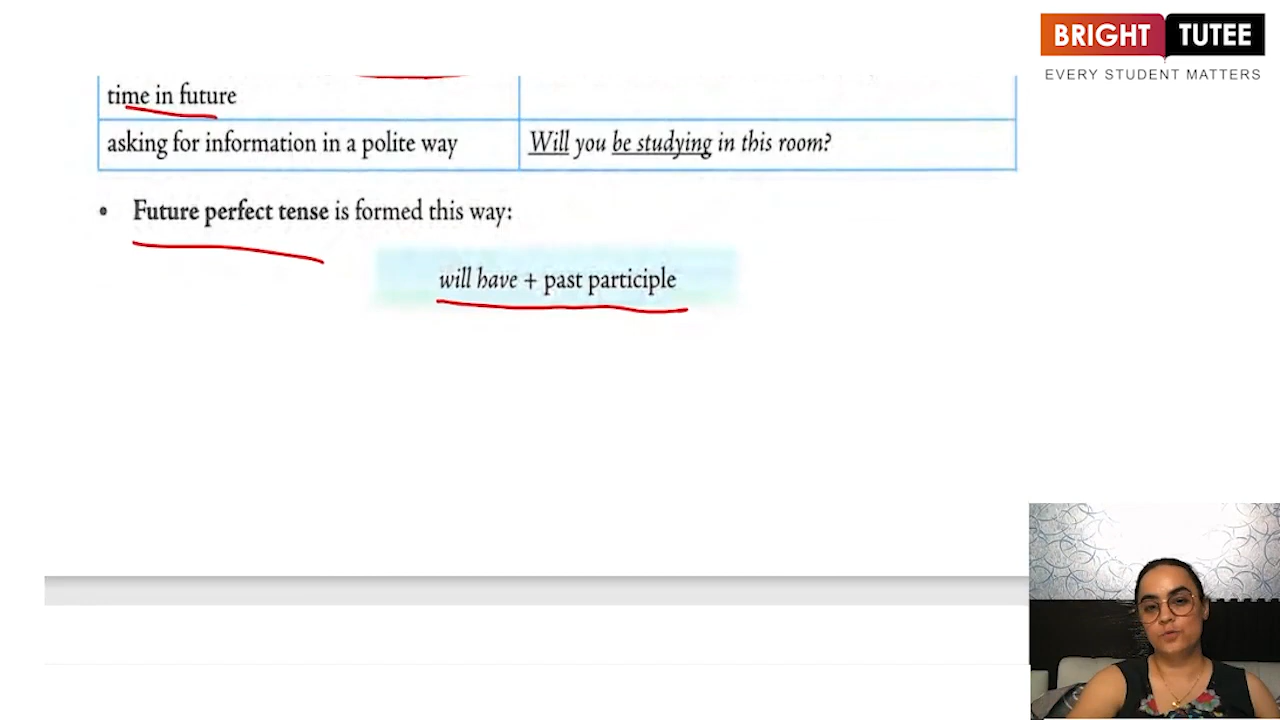 BRIGHT TUTEE
EVERY STUDENT MATTERS
time in future
asking for information in a polite way Will you be studying in this room?
• Future perfect tense is formed this way:
will have + past participle